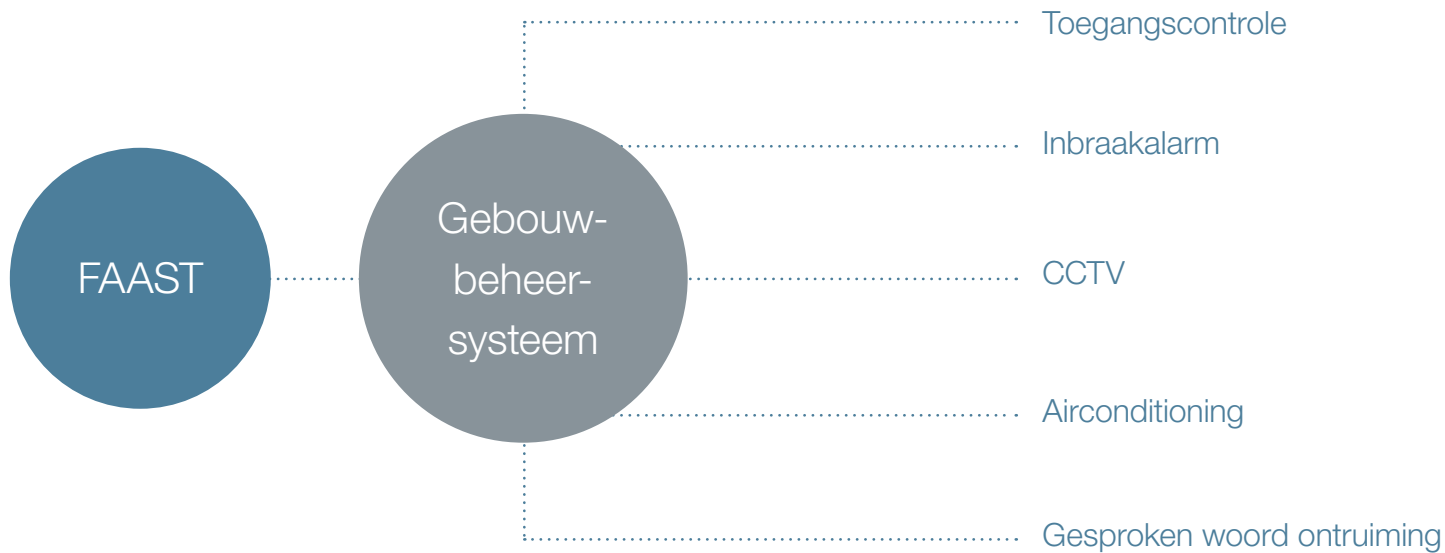 Toegangscontrole
Inbraakalarm
FAAST
Gebouw-
beheer-
systeem
CCTV
Airconditioning
Gesproken woord ontruiming